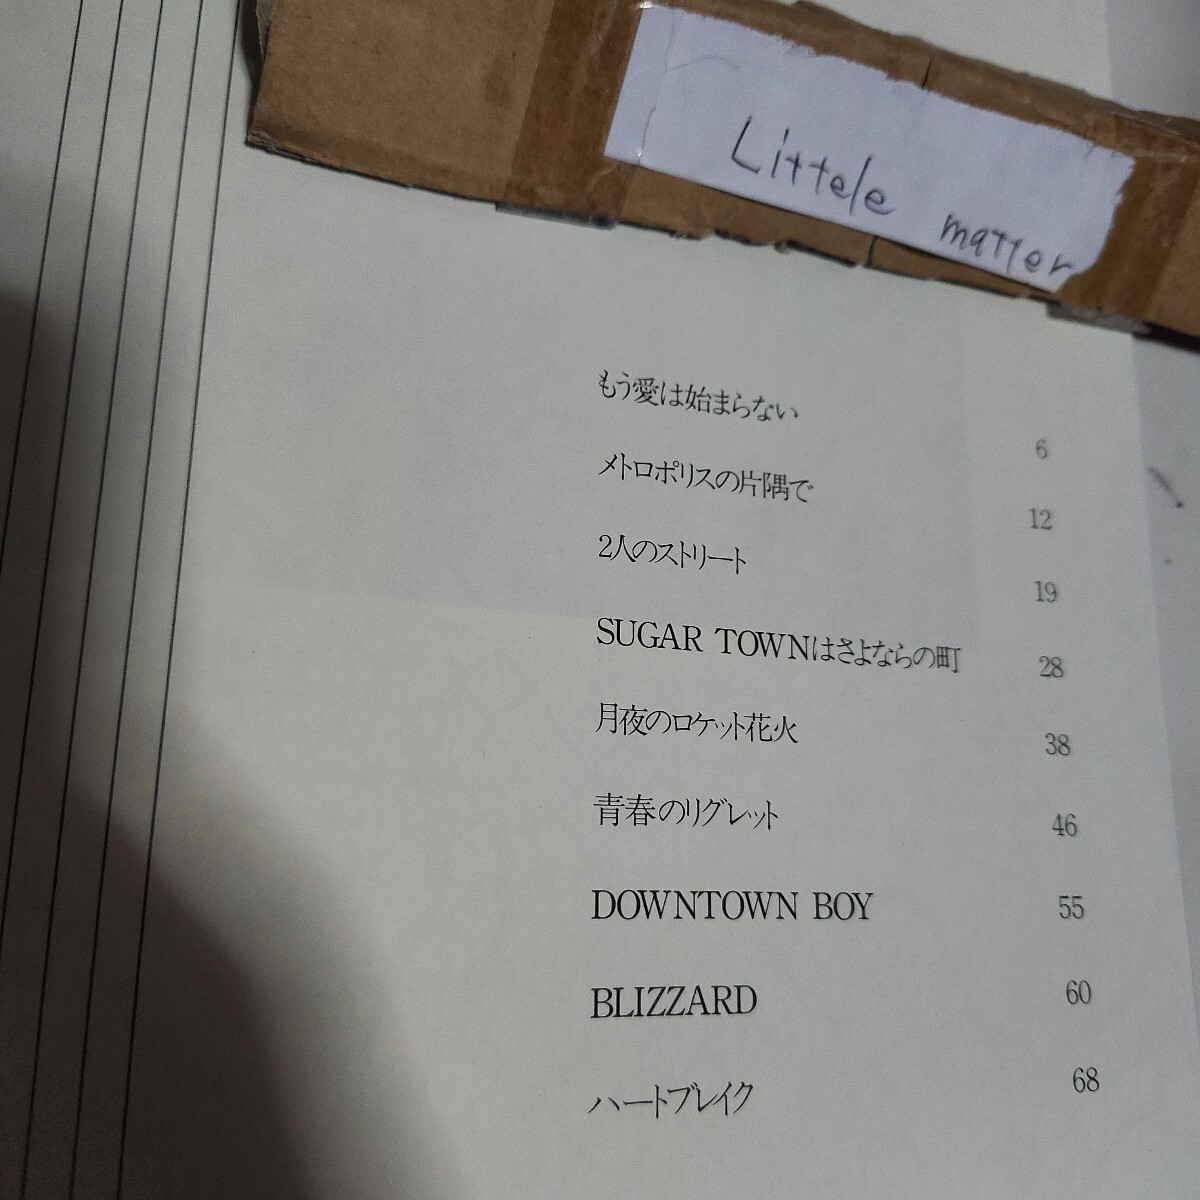 Littele matter
もう愛は始まらない 6
メトロポリスの片隅で 12
2人のストリート 19
SUGAR TOWNはさよならの町 28
月夜のロケット花火 38
青春のリグレット 46
DOWNTOWN BOY 55
BLIZZARD 60
ハートブレイク 68